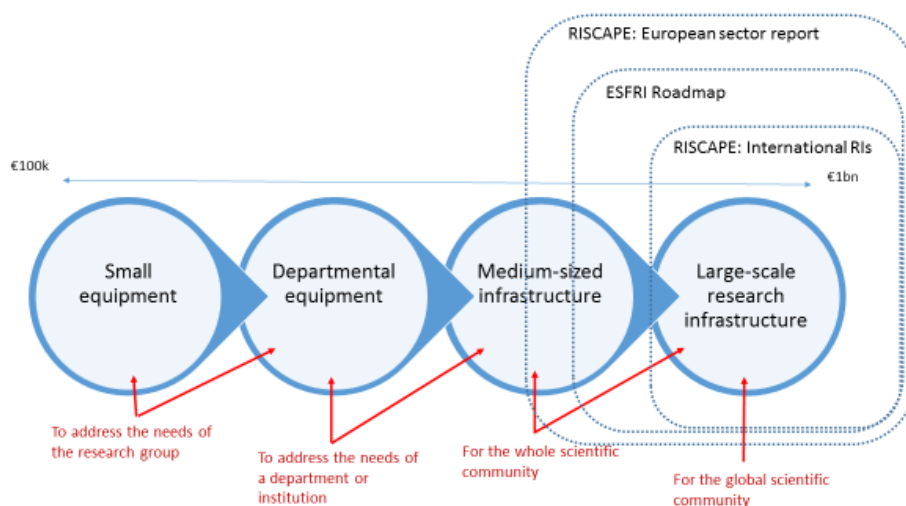 RISCAPE: European sector report
ESFRI Roadmap
RISCAPE: International RIs
€100k
€1bn
Small
equipment
Departmental
equipment
Medium-sized
infrastructure
Large-scale
research
infrastructure
To address the needs of
the research group
To address the needs of
a department or
institution
For the whole scientific
community
For the global scientific
community